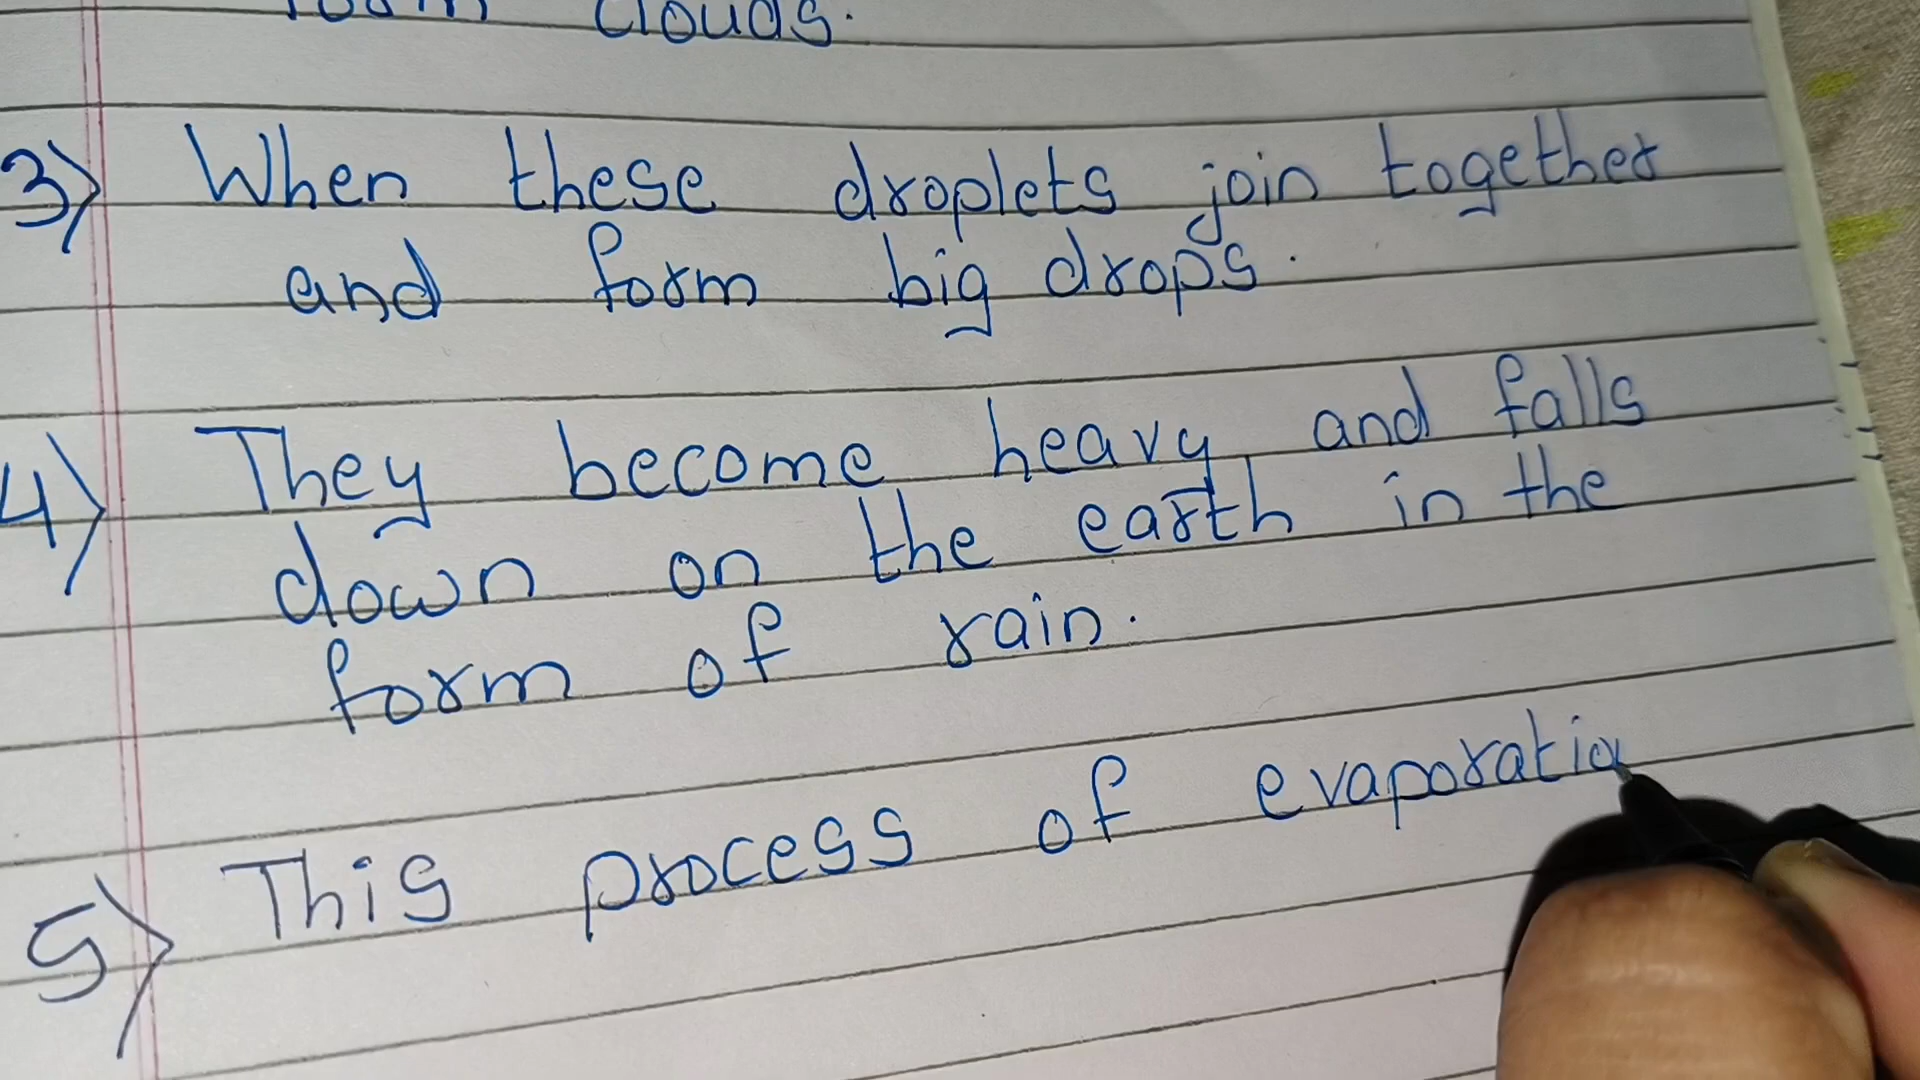 form clouds.
3) When these droplets join together
and form big drops.
4) They become heavy and falls
down on the earth in the
form of rain.
5) This process of evaporatio